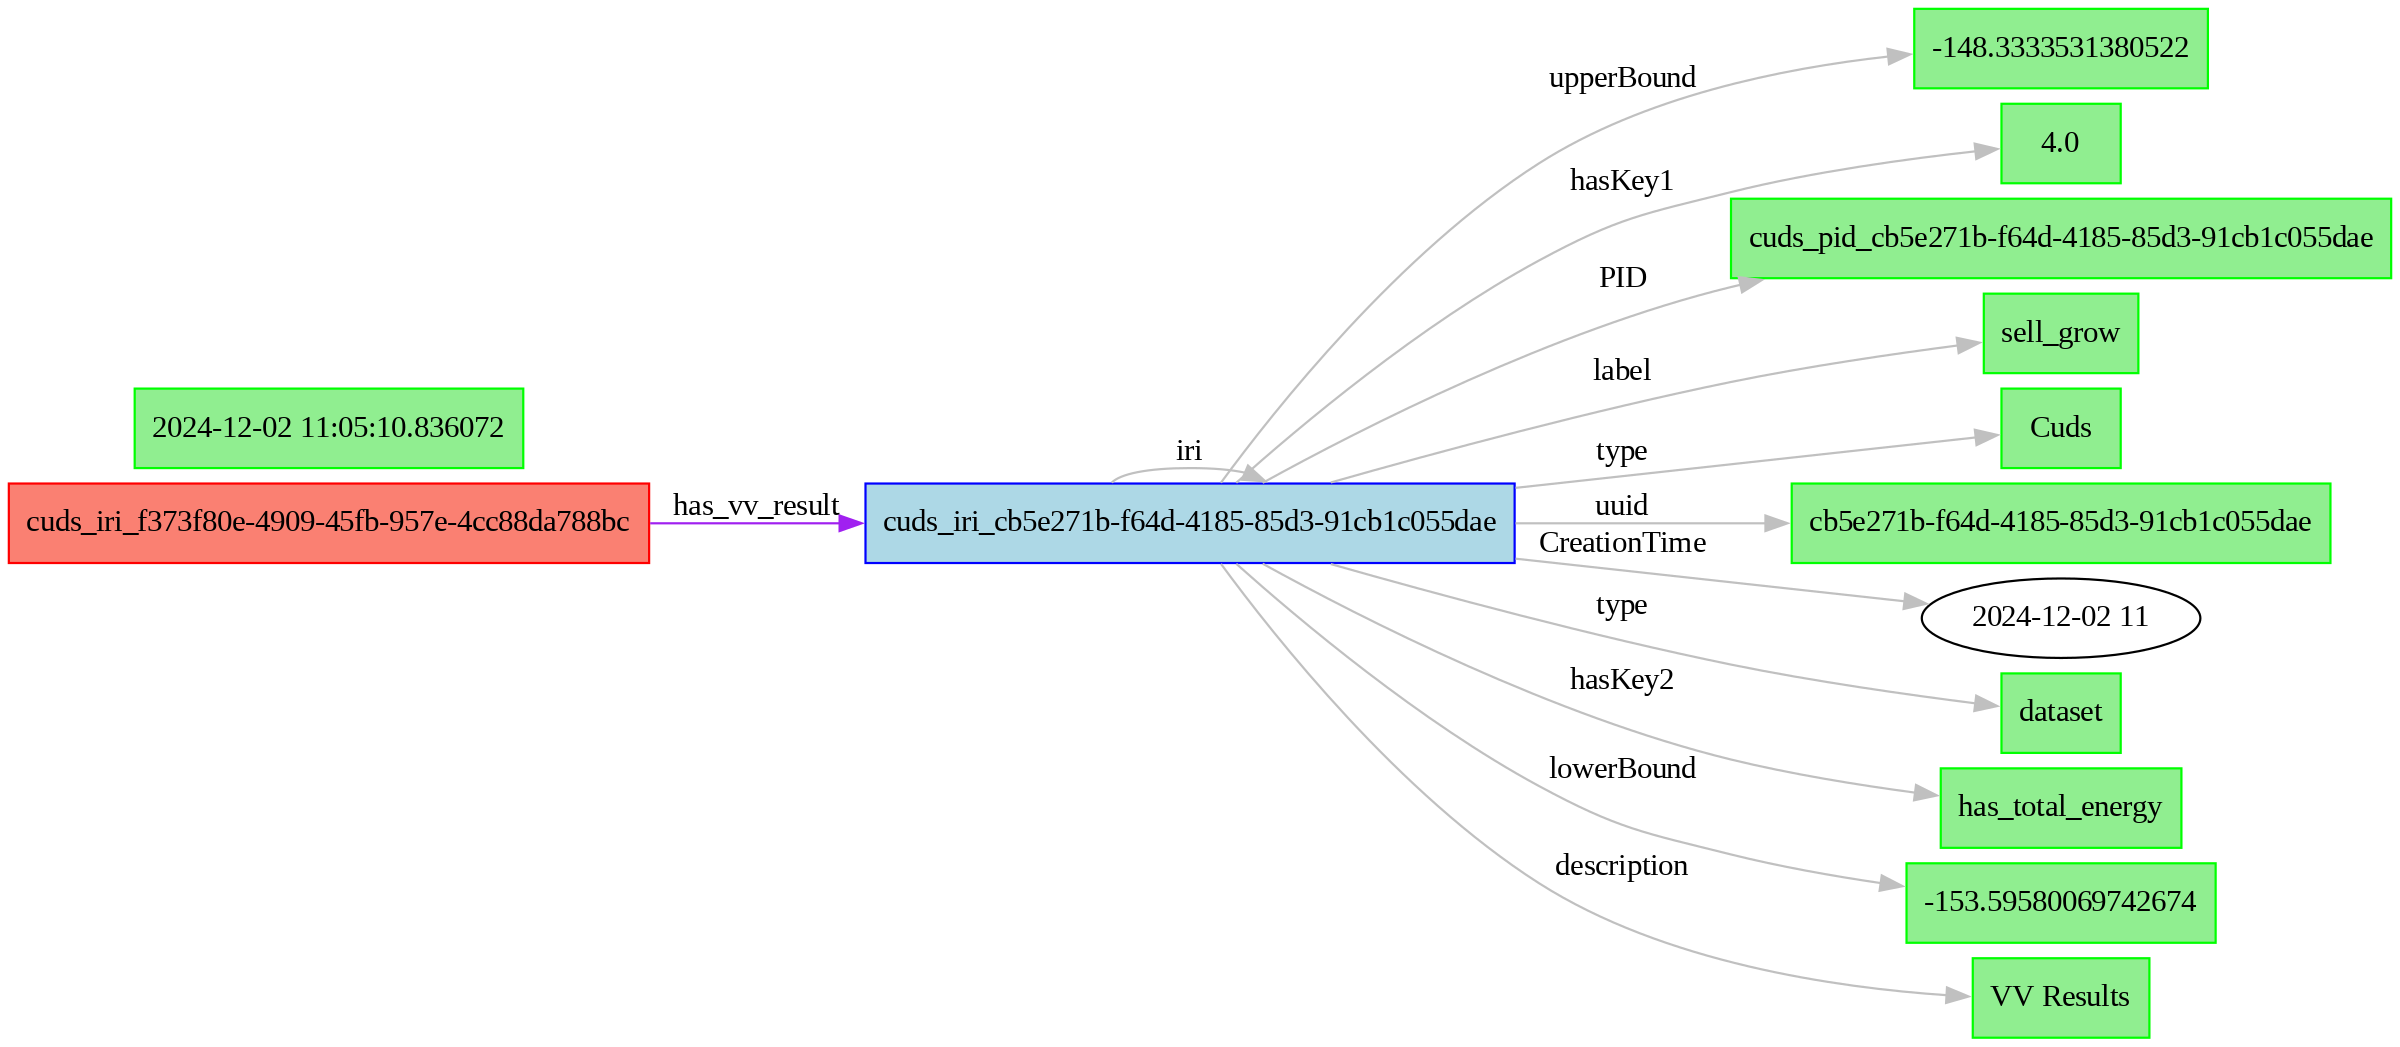 upperBound
-148.3333531380522
hasKey1
4.0
PID
cuds_pid_cb5e271b-f64d-4185-85d3-91cb1c055dae
label
sell_grow
2024-12-02 11:05:10.836072
iri
type
Cuds
cuds_iri_f373f80e-4909-45fb-957e-4cc88da788bc
has_vv_result
cuds_iri_cb5e271b-f64d-4185-85d3-91cb1c055dae
uuid
cb5e271b-f64d-4185-85d3-91cb1c055dae
CreationTime
2024-12-02 11
type
dataset
hasKey2
has_total_energy
lowerBound
-153.59580069742674
description
VV Results